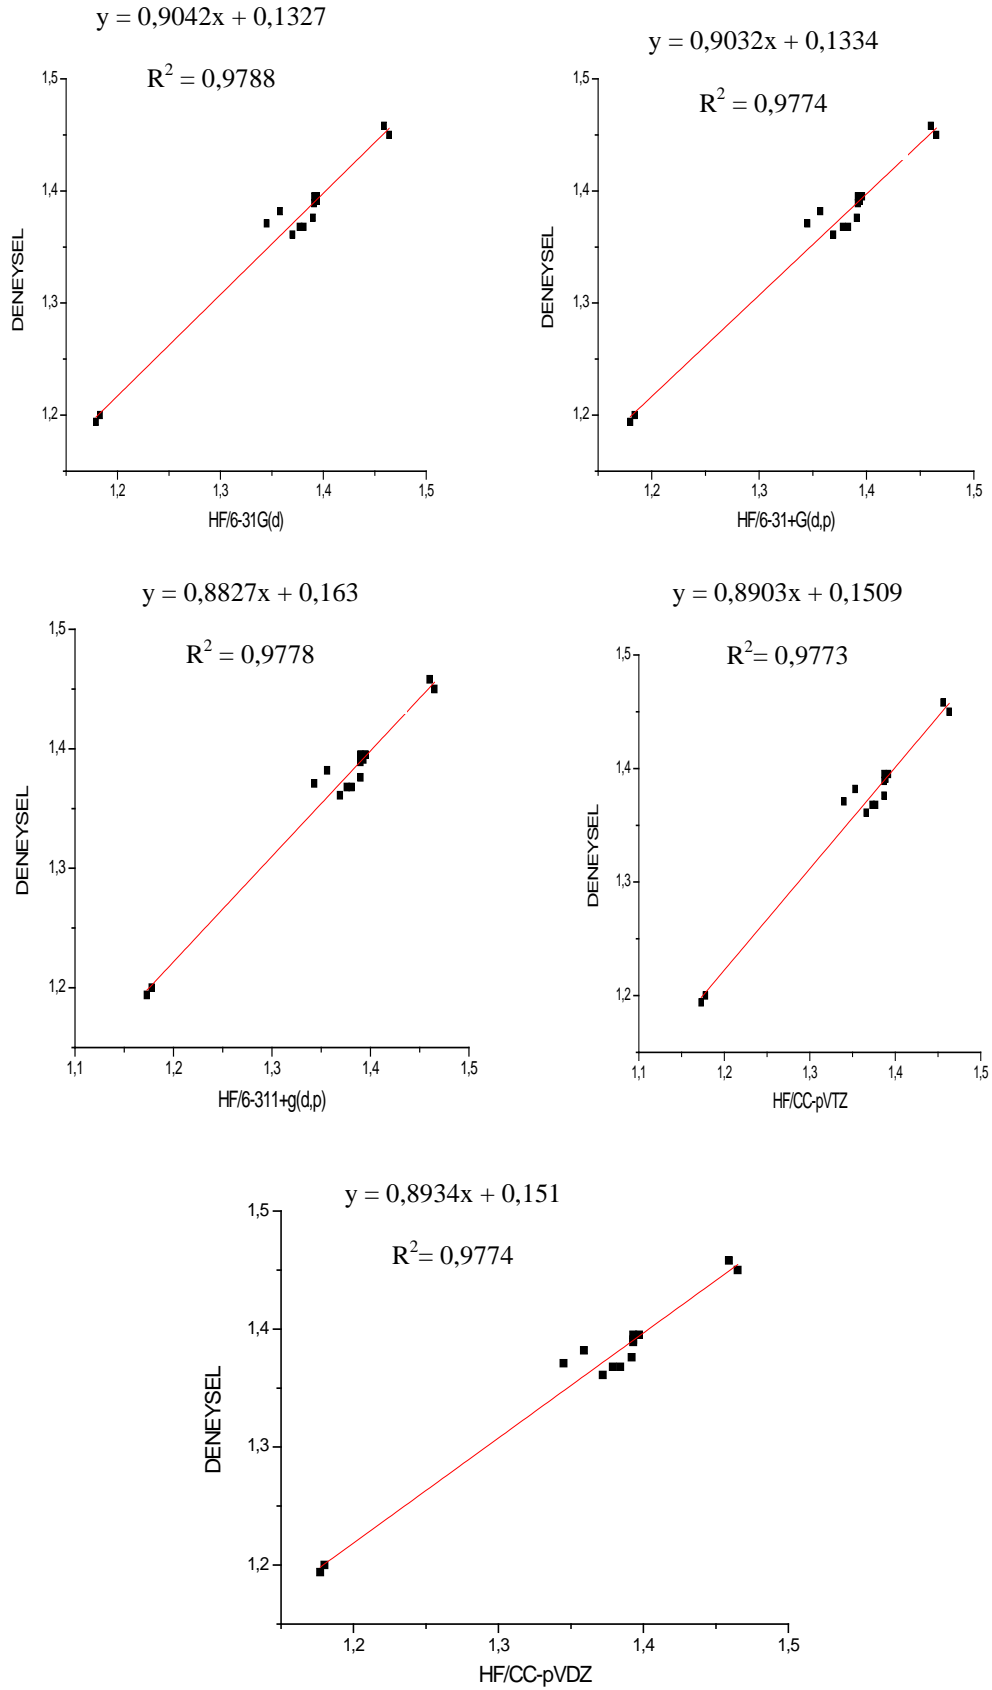 y = 0,9042x + 0,1327
R² = 0,9788
1,5
1,4
1,3
1,2
DENEYSEL
1,2 1,3 1,4 1,5
HF/6-31G(d)
y = 0,9032x + 0,1334
R² = 0,9774
1,5
1,4
1,3
1,2
DENEYSEL
1,2 1,3 1,4 1,5
HF/6-31+G(d,p)
y = 0,8827x + 0,163
R² = 0,9778
1,5
1,4
1,3
1,2
DENEYSEL
1,1 1,2 1,3 1,4 1,5
HF/6-311+g(d,p)
y = 0,8903x + 0,1509
R²= 0,9773
1,5
1,4
1,3
1,2
DENEYSEL
1,1 1,2 1,3 1,4 1,5
HF/CC-pVTZ
y = 0,8934x + 0,151
R²= 0,9774
1,5
1,4
1,3
1,2
DENEYSEL
1,2 1,3 1,4 1,5
HF/CC-pVDZ